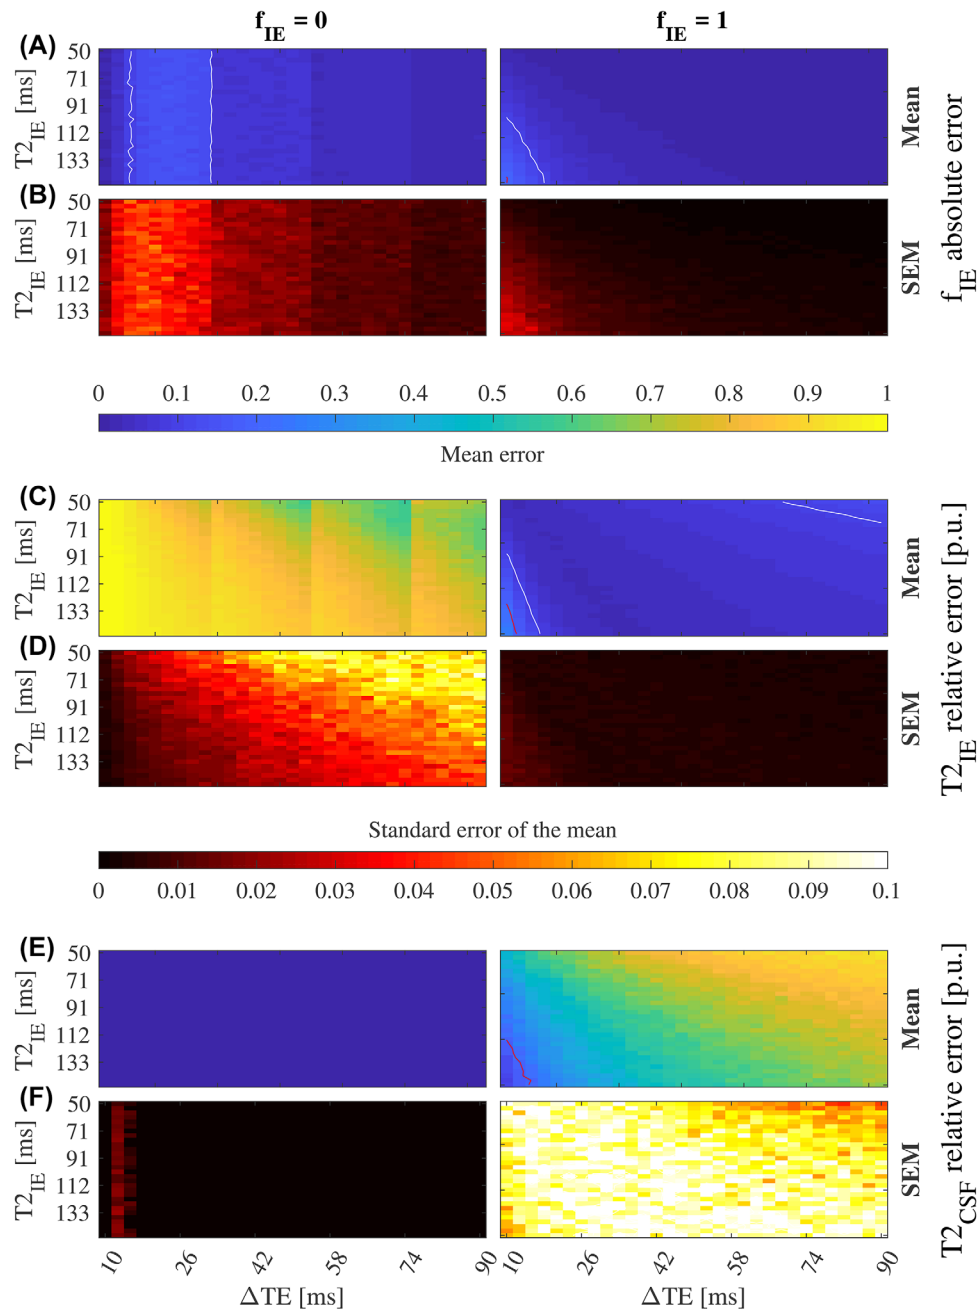 f_IE = 0
f_IE = 1
(A)
50
71
91
112
133
T2_IE [ms]
Mean
(B)
50
71
91
112
133
T2_IE [ms]
SEM
f_IE absolute error
0 0.1 0.2 0.3 0.4 0.5 0.6 0.7 0.8 0.9 1
Mean error
(C)
50
71
91
112
133
T2_IE [ms]
Mean
(D)
50
71
91
112
133
T2_IE [ms]
SEM
T2_IE relative error [p.u.]
Standard error of the mean
0 0.01 0.02 0.03 0.04 0.05 0.06 0.07 0.08 0.09 0.1
(E)
50
71
91
112
133
T2_IE [ms]
Mean
(F)
50
71
91
112
133
T2_IE [ms]
SEM
T2_CSF relative error [p.u.]
10 26 42 58 74 90
10 26 42 58 74 90
ΔTE [ms]
ΔTE [ms]